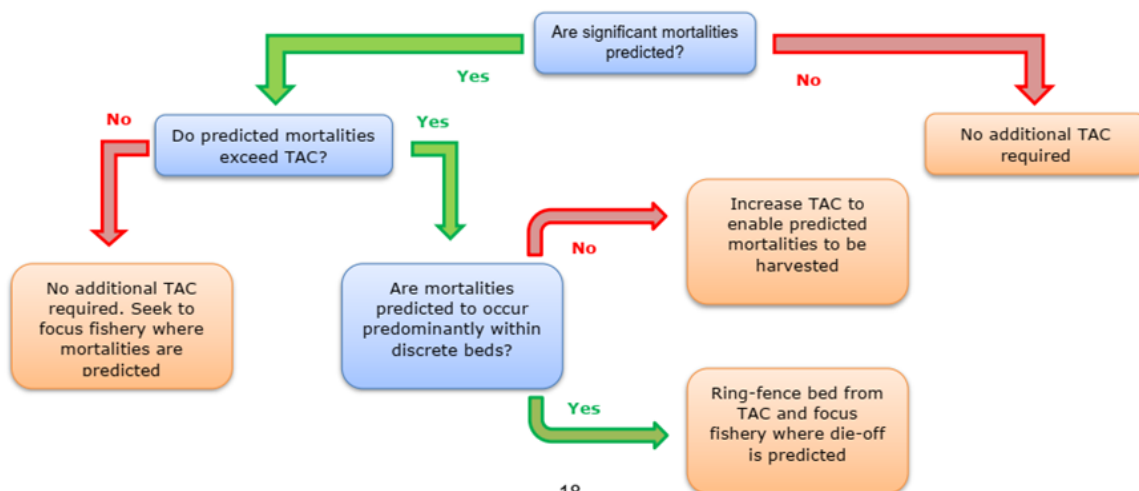 Are significant mortalities
predicted?
Yes
No
No
Do predicted mortalities
exceed TAC?
Yes
No additional TAC
required
Increase TAC to
enable predicted
mortalities to be
harvested
No
No additional TAC
required. Seek to
focus fishery where
mortalities are
predicted
Are mortalities
predicted to occur
predominantly within
discrete beds?
Yes
Ring-fence bed from
TAC and focus
fishery where die-off
is predicted
18